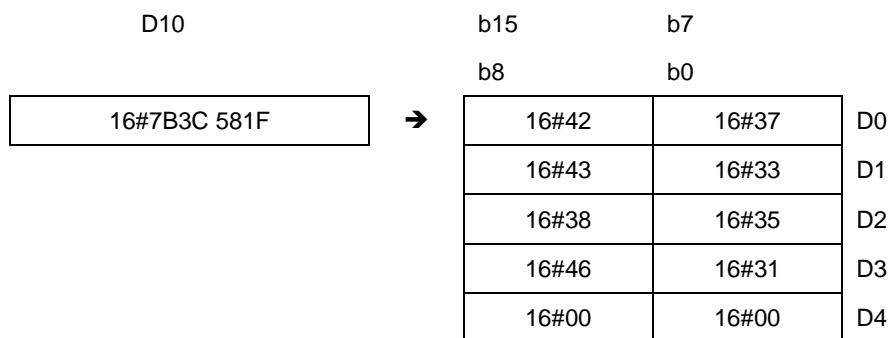 D10 b15 b7
b8 b0
16#7B3C 581F ➔ 16#42 16#37 D0
16#43 16#33 D1
16#38 16#35 D2
16#46 16#31 D3
16#00 16#00 D4